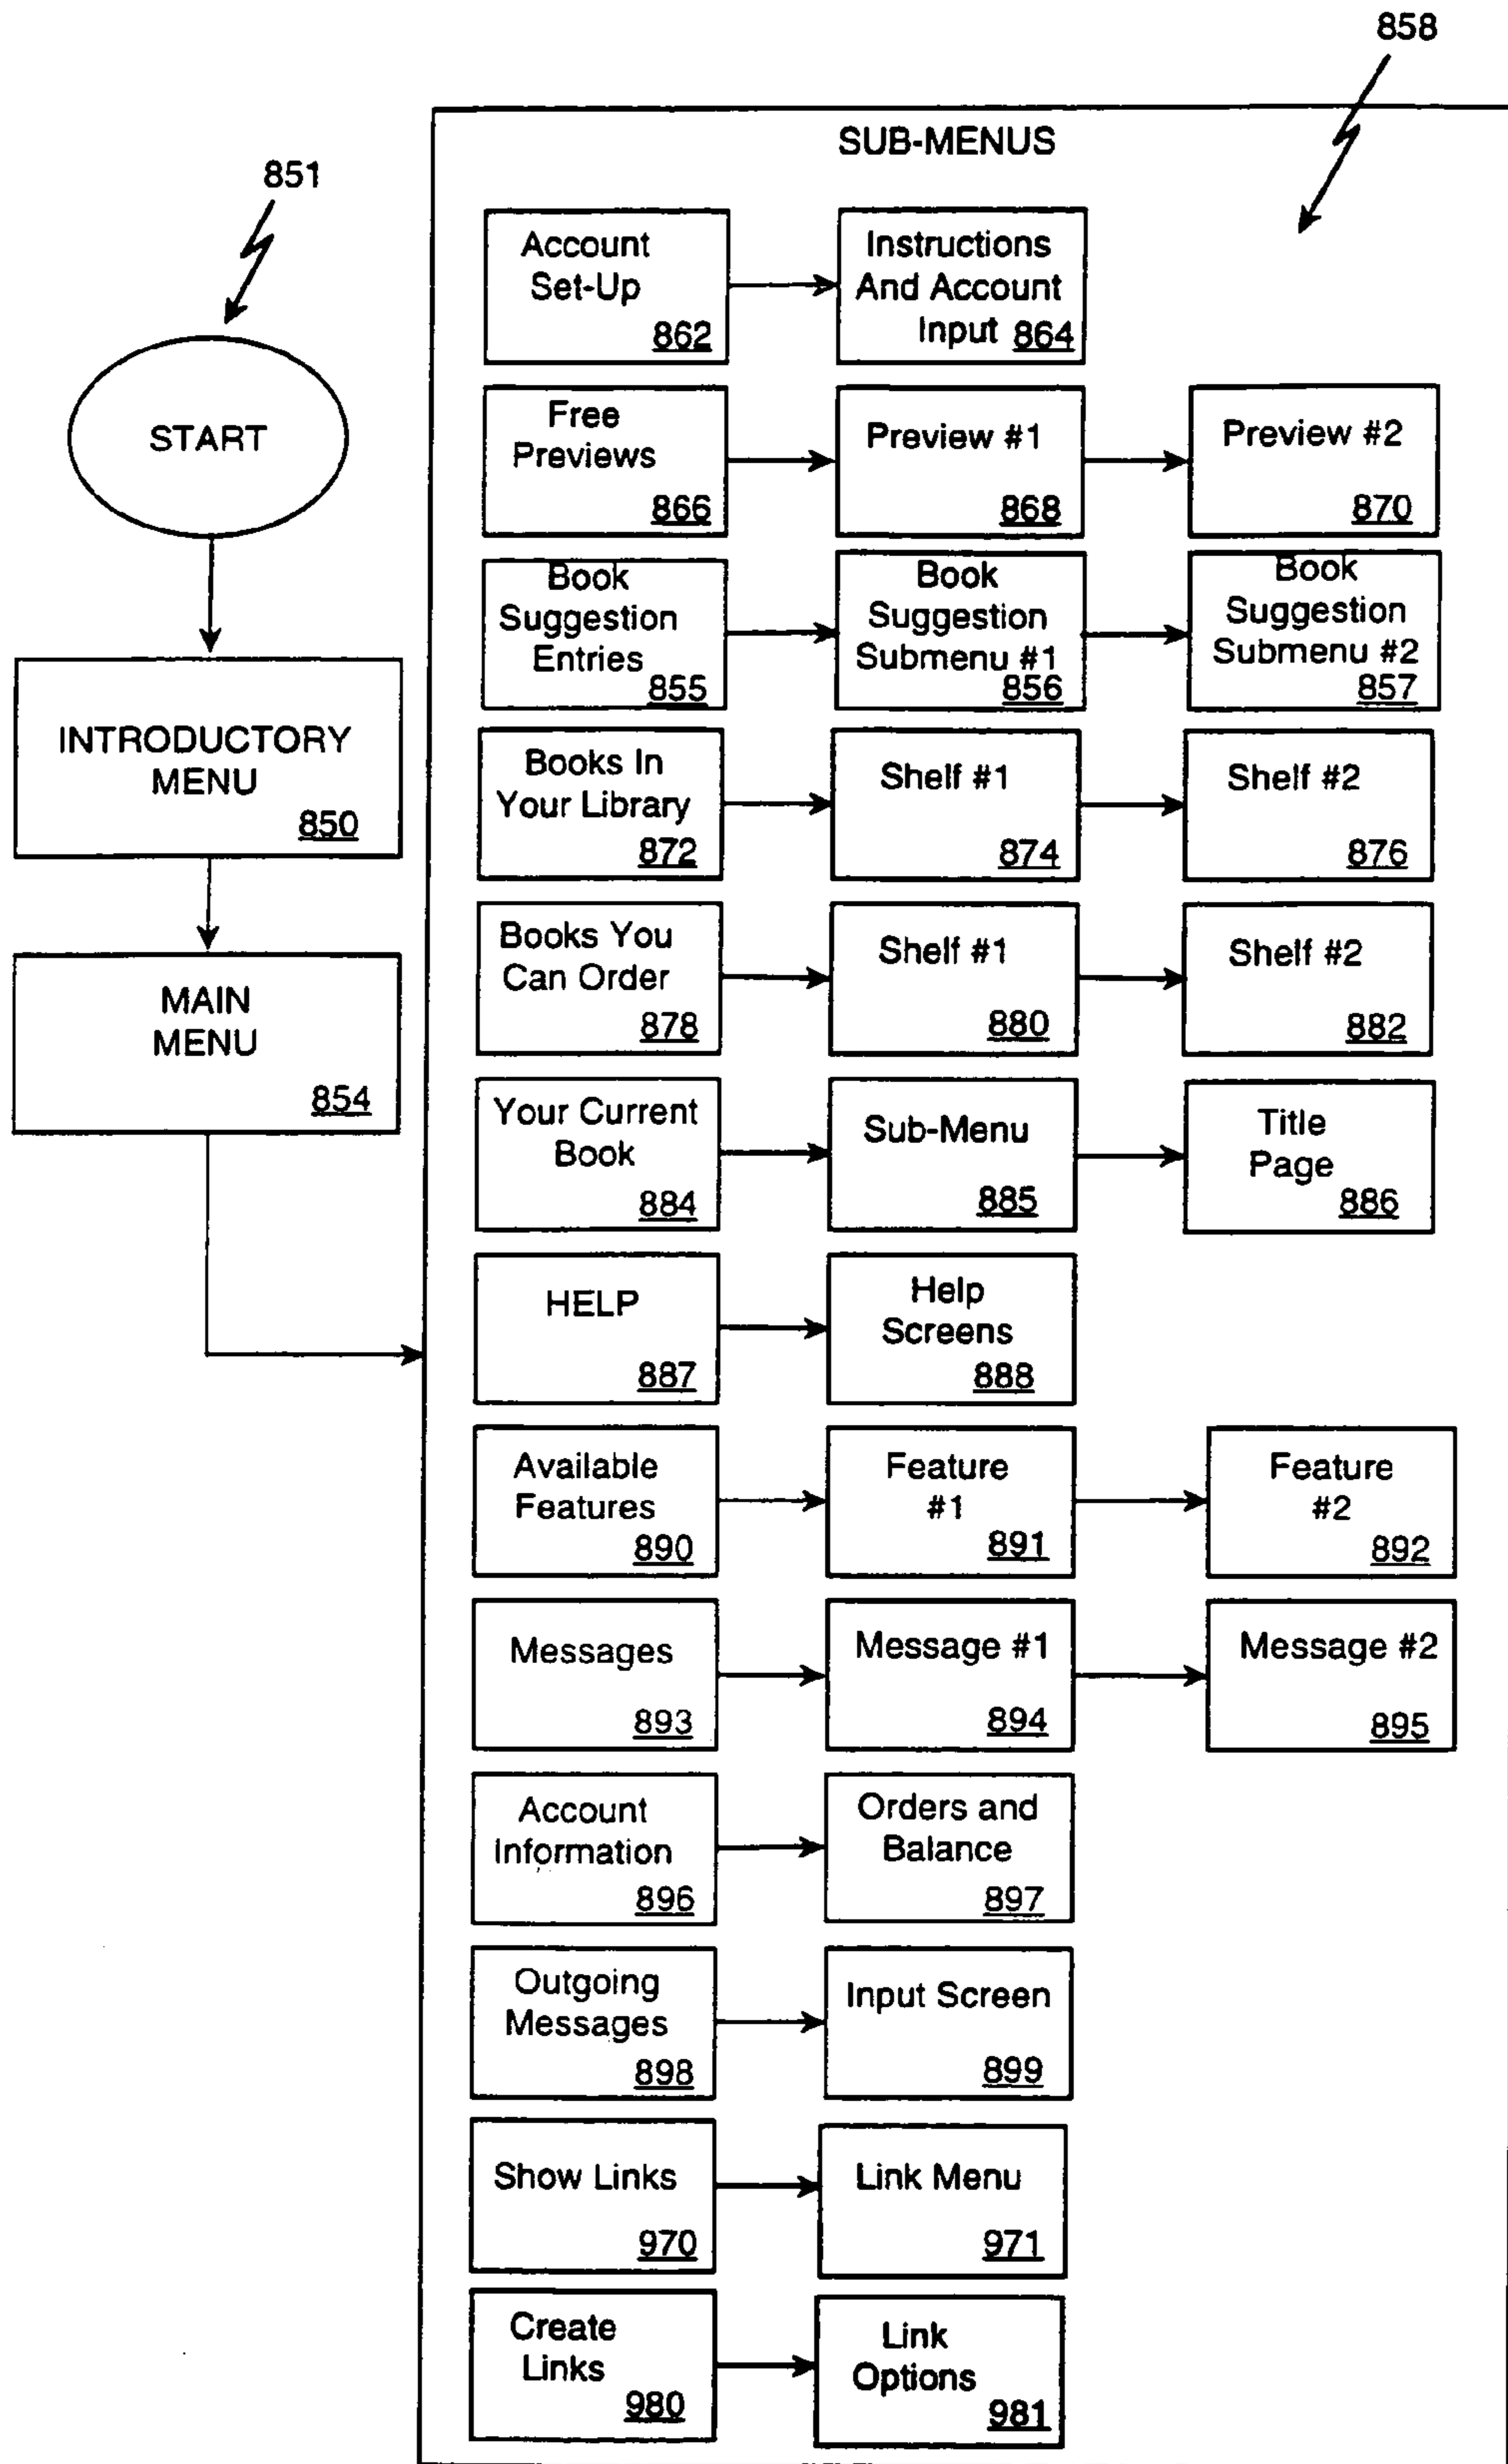 858
SUB-MENUS
851
START
INTRODUCTORY
MENU
850
MAIN
MENU
854
Account
Set-Up
862
Instructions
And Account
Input 864
Free
Previews
866
Preview #1
868
Preview #2
870
Book
Suggestion
Entries
855
Book
Suggestion
Submenu #1
856
Book
Suggestion
Submenu #2
857
Books In
Your Library
872
Shelf #1
874
Shelf #2
876
Books You
Can Order
878
Shelf #1
880
Shelf #2
882
Your Current
Book
884
Sub-Menu
885
Title
Page
886
HELP
887
Help
Screens
888
Available
Features
890
Feature
#1
891
Feature
#2
892
Messages
893
Message #1
894
Message #2
895
Account
Information
896
Orders and
Balance
897
Outgoing
Messages
898
Input Screen
899
Show Links
970
Link Menu
971
Create
Links
980
Link
Options
981